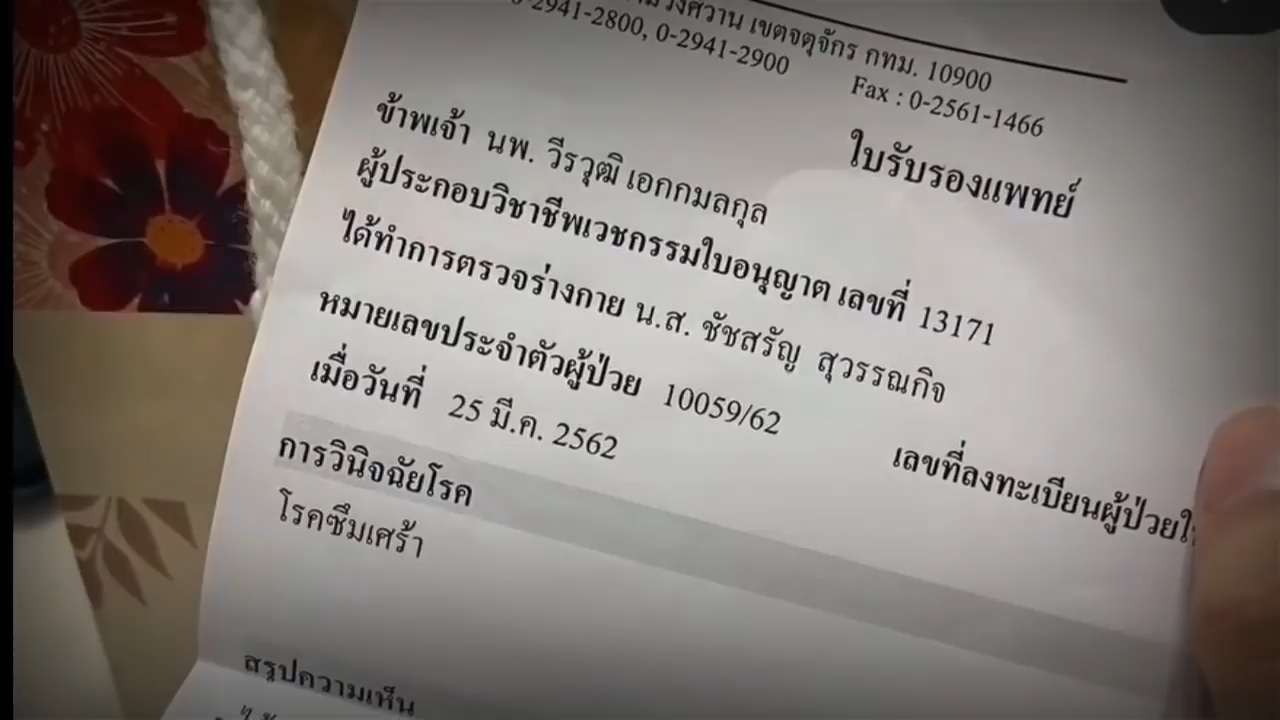 วงศ์วาน เขตจตุจักร กทม. 10900
0-2941-2800, 0-2941-2900
Fax : 0-2561-1466
ใบรับรองแพทย์
ข้าพเจ้า นพ. วีรวุฒิ เอกกมลกุล
ผู้ประกอบวิชาชีพเวชกรรมใบอนุญาต เลขที่ 13171
ได้ทำการตรวจร่างกาย น.ส. ชัชสรัญ สุวรรณกิจ
หมายเลขประจำตัวผู้ป่วย 10059/62
เลขที่ลงทะเบียนผู้ป่วยใ
เมื่อวันที่ 25 มี.ค. 2562
การวินิจฉัยโรค
โรคซึมเศร้า
สรุปความเห็น